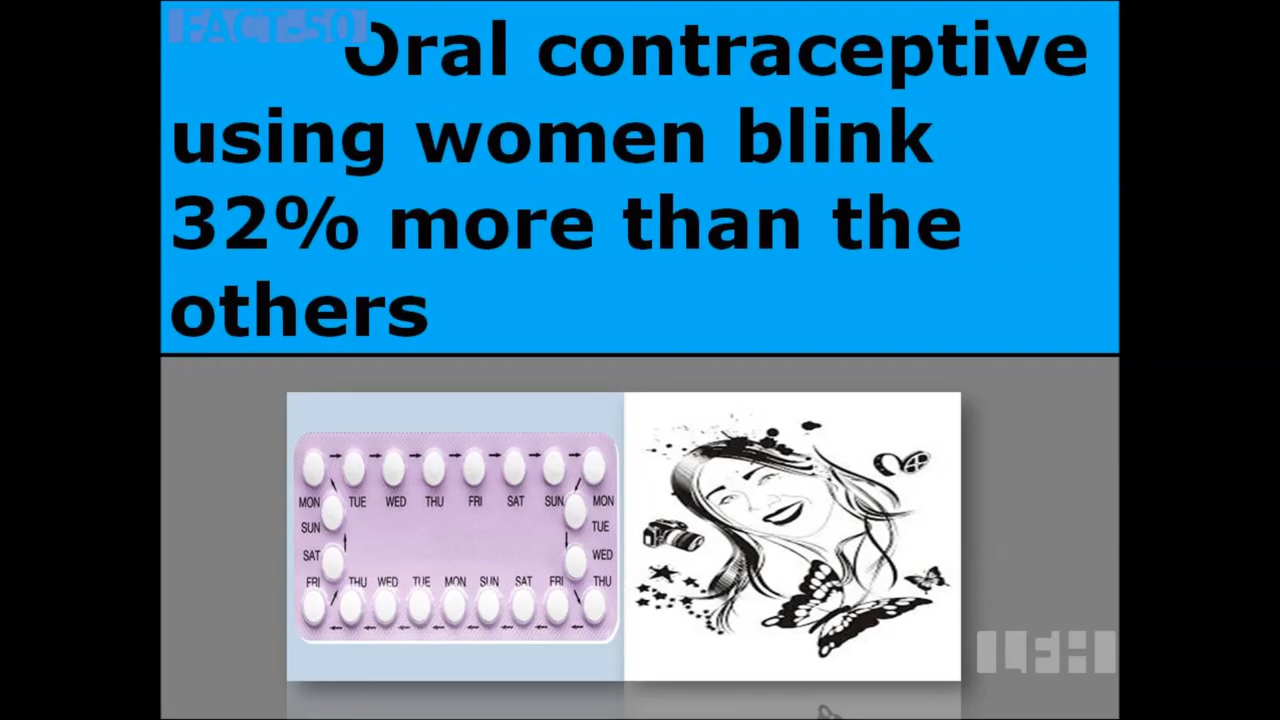 FACT-50
Oral contraceptive
using women blink
32% more than the
others
MON TUE WED THU FRI SAT SUN MON
SUN TUE
SAT WED
FRI THU WED TUE MON SUN SAT FRI THU
LFH